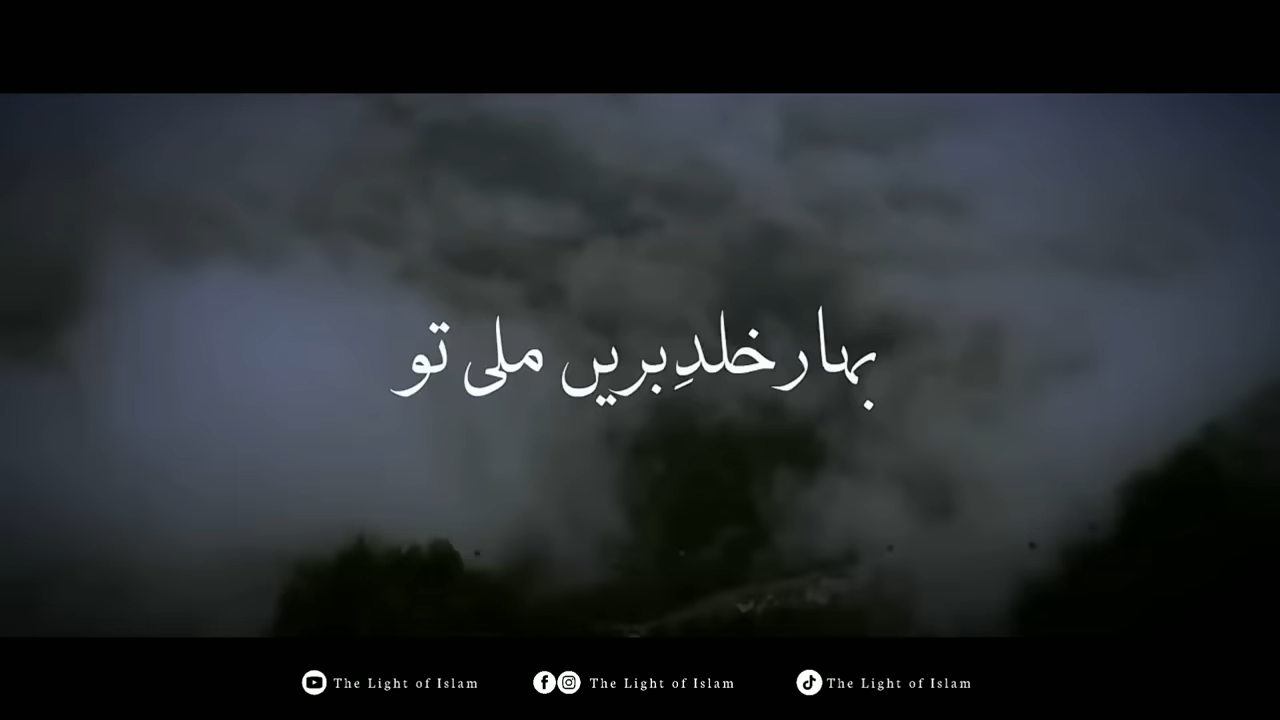 بہار خلدِ بریں ملی تو
The Light of Islam The Light of Islam The Light of Islam